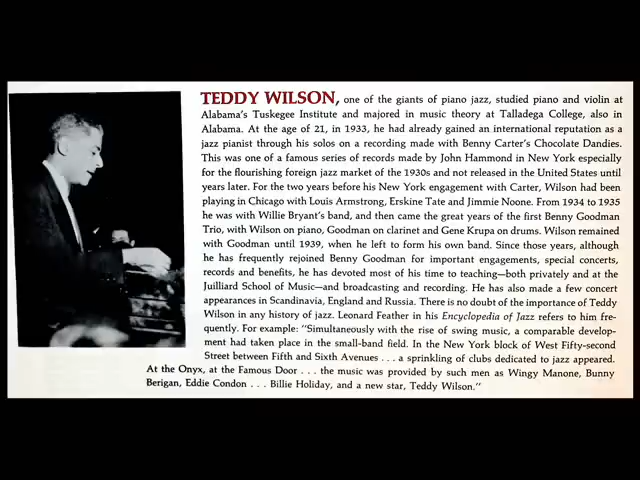 TEDDY WILSON, one of the giants of piano jazz, studied piano and violin at
Alabama's Tuskegee Institute and majored in music theory at Talladega College, also in
Alabama. At the age of 21, in 1933, he had already gained an international reputation as a
jazz pianist through his solos on a recording made with Benny Carter's Chocolate Dandies.
This was one of a famous series of records made by John Hammond in New York especially
for the flourishing foreign jazz market of the 1930s and not released in the United States until
years later. For the two years before his New York engagement with Carter, Wilson had been
playing in Chicago with Louis Armstrong, Erskine Tate and Jimmie Noone. From 1934 to 1935
he was with Willie Bryant's band, and then came the great years of the first Benny Goodman
Trio, with Wilson on piano, Goodman on clarinet and Gene Krupa on drums. Wilson remained
with Goodman until 1939, when he left to form his own band. Since those years, although
he has frequently rejoined Benny Goodman for important engagements, special concerts,
records and benefits, he has devoted most of his time to teaching—both privately and at the
Juilliard School of Music—and broadcasting and recording. He has also made a few concert
appearances in Scandinavia, England and Russia. There is no doubt of the importance of Teddy
Wilson in any history of jazz. Leonard Feather in his Encyclopedia of Jazz refers to him fre-
quently. For example: "Simultaneously with the rise of swing music, a comparable develop-
ment had taken place in the small-band field. In the New York block of West Fifty-second
Street between Fifth and Sixth Avenues . . . a sprinkling of clubs dedicated to jazz appeared.
At the Onyx, at the Famous Door . . . the music was provided by such men as Wingy Manone, Bunny
Berigan, Eddie Condon . . . Billie Holiday, and a new star, Teddy Wilson."